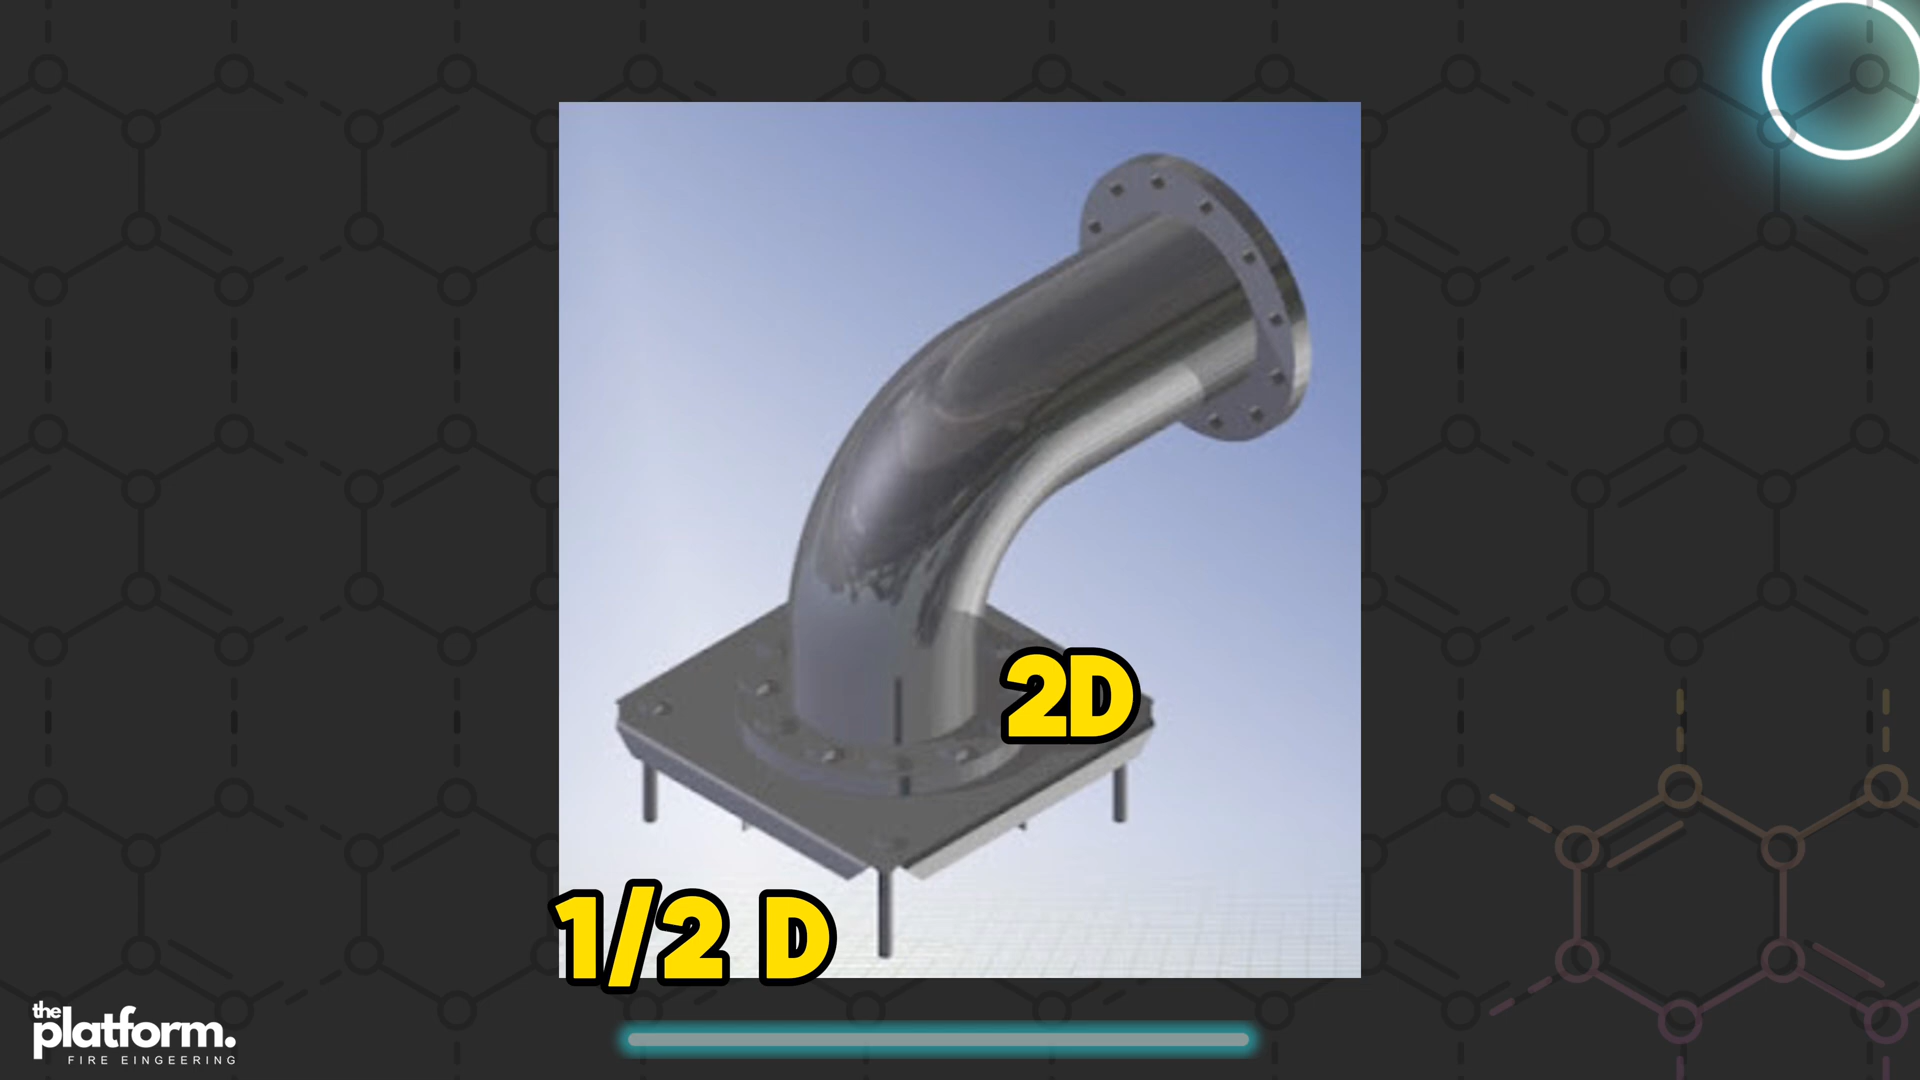 2D
1/2 D
the
platform.
FIRE EINGEERING